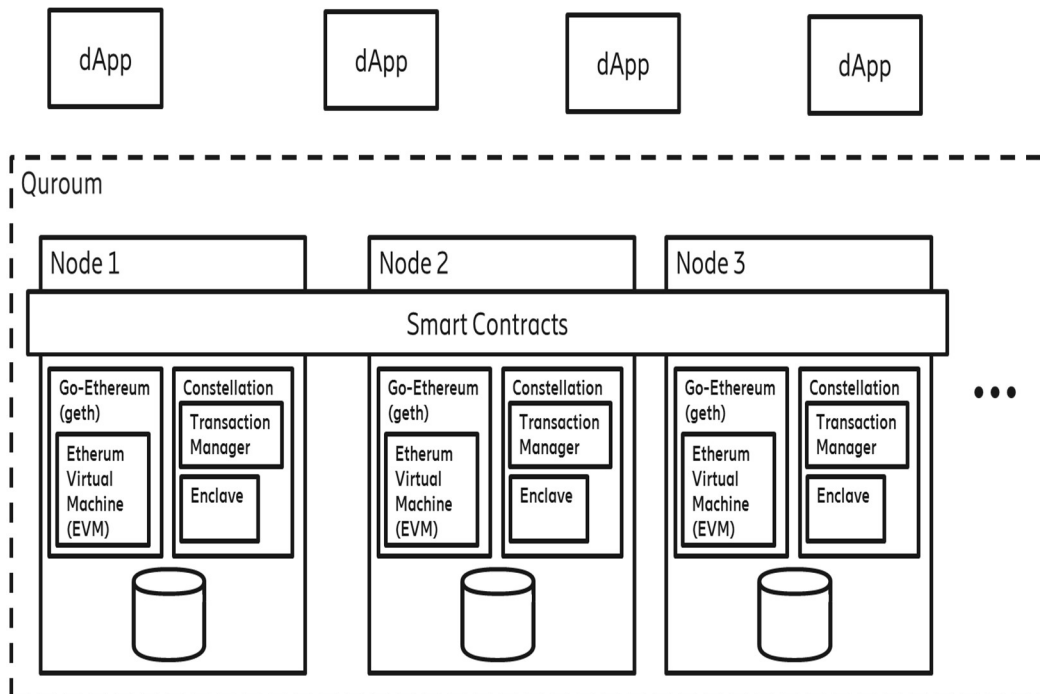 dApp
dApp
dApp
dApp
Quroum
Node 1
Node 2
Node 3
Smart Contracts
Go-Ethereum
(geth)
Etherum
Virtual
Machine
(EVM)
Constellation
Transaction
Manager
Enclave
Go-Ethereum
(geth)
Etherum
Virtual
Machine
(EVM)
Constellation
Transaction
Manager
Enclave
Go-Ethereum
(geth)
Etherum
Virtual
Machine
(EVM)
Constellation
Transaction
Manager
Enclave